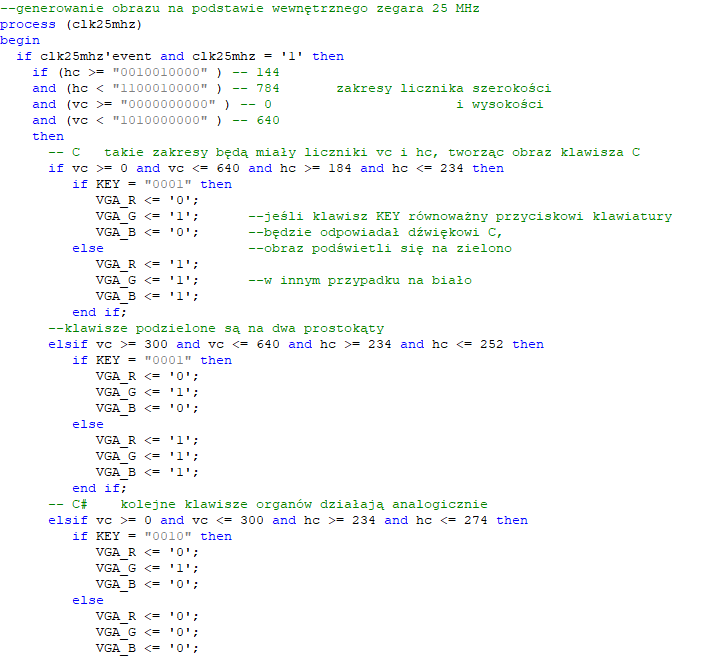 --generowanie obrazu na podstawie wewnętrznego zegara 25 MHz
process (clk25mhz)
begin
  if clk25mhz'event and clk25mhz = '1' then
    if (hc >= "0010010000" ) -- 144
    and (hc < "1100010000" ) -- 784       zakresy licznika szerokości
    and (vc >= "0000000000" ) -- 0                       i wysokości
    and (vc < "1010000000" ) -- 640
    then
      -- C   takie zakresy będą miały liczniki vc i hc, tworząc obraz klawisza C
      if vc >= 0 and vc <= 640 and hc >= 184 and hc <= 234 then
         if KEY = "0001" then
            VGA_R <= '0';
            VGA_G <= '1';      --jeśli klawisz KEY równoważny przyciskowi klawiatury
            VGA_B <= '0';      --będzie odpowiadał dźwiękowi C,
         else                  --obraz podświetli się na zielono
            VGA_R <= '1';
            VGA_G <= '1';      --w innym przypadku na biało
            VGA_B <= '1';
         end if;
      --klawisze podzielone są na dwa prostokąty
      elsif vc >= 300 and vc <= 640 and hc >= 234 and hc <= 252 then
         if KEY = "0001" then
            VGA_R <= '0';
            VGA_G <= '1';
            VGA_B <= '0';
         else
            VGA_R <= '1';
            VGA_G <= '1';
            VGA_B <= '1';
         end if;
      -- C#    kolejne klawisze organów działają analogicznie
      elsif vc >= 0 and vc <= 300 and hc >= 234 and hc <= 274 then
         if KEY = "0010" then
            VGA_R <= '0';
            VGA_G <= '1';
            VGA_B <= '0';
         else
            VGA_R <= '0';
            VGA_G <= '0';
            VGA_B <= '0';